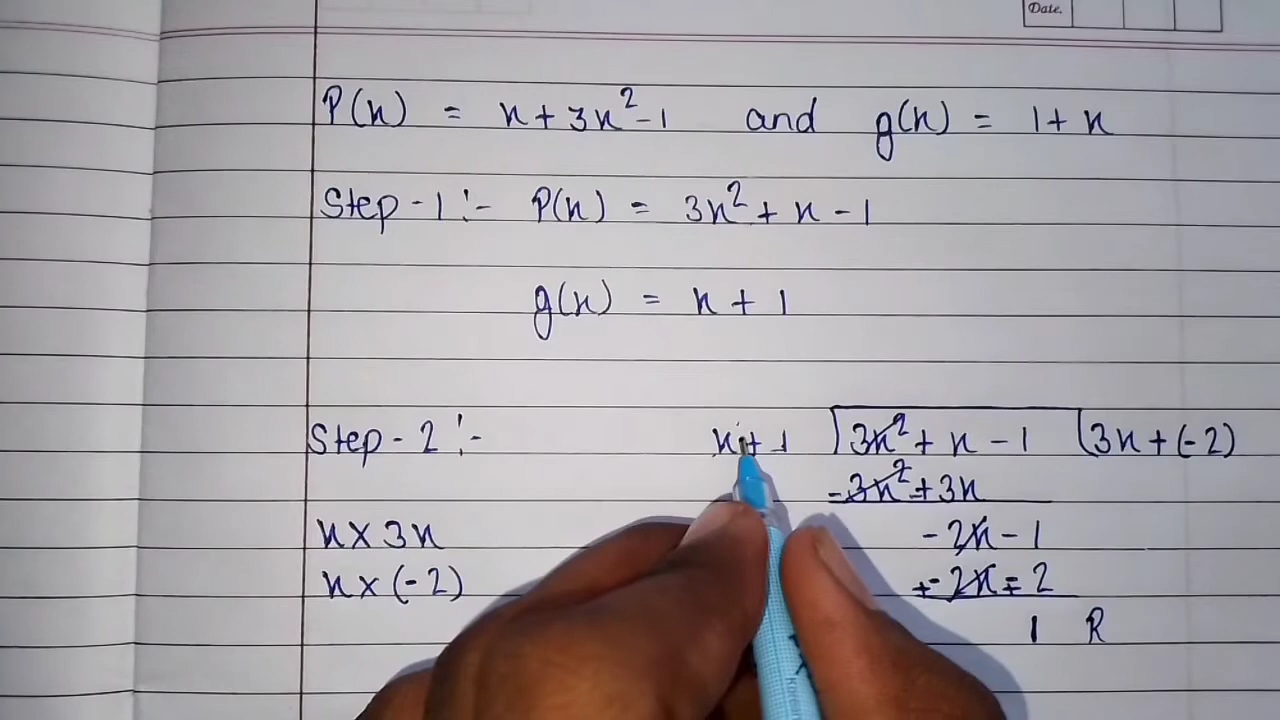 Date.
P(x) = x + 3x² - 1 and g(x) = 1 + x
Step - 1 :- P(x) = 3x² + x - 1
g(x) = x + 1
Step - 2 :- x + 1 ) 3x² + x - 1 ( 3x + (-2)
- 3x² + 3x
x × 3x - 2x - 1
x × (-2) + - 2x = 2
1 R